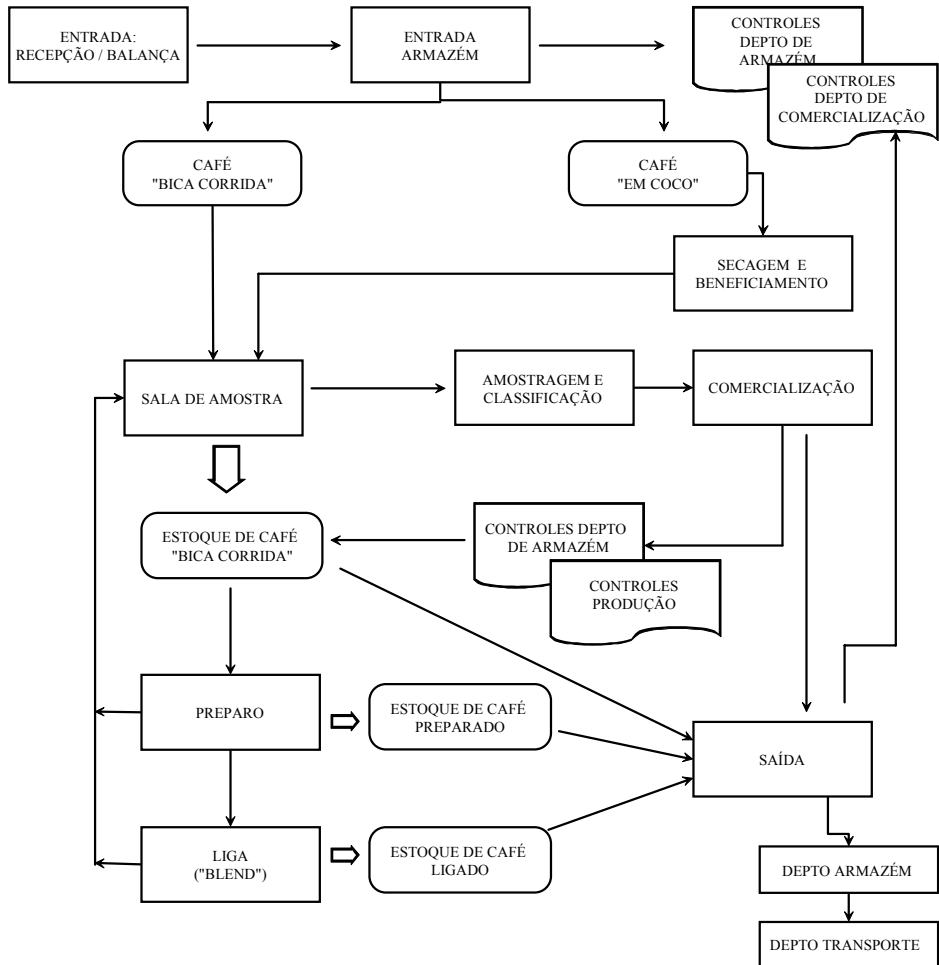 ENTRADA:
RECEPÇÃO / BALANÇA
ENTRADA
ARMAZÉM
CONTROLES
DEPTO DE
ARMAZÉM
CONTROLES
DEPTO DE
COMERCIALIZAÇÃO
CAFÉ
"BICA CORRIDA"
CAFÉ
"EM COCO"
SECAGEM E
BENEFICIAMENTO
SALA DE AMOSTRA
AMOSTRAGEM E
CLASSIFICAÇÃO
COMERCIALIZAÇÃO
ESTOQUE DE CAFÉ
"BICA CORRIDA"
CONTROLES DEPTO
DE ARMAZÉM
CONTROLES
PRODUÇÃO
PREPARO
ESTOQUE DE CAFÉ
PREPARADO
SAÍDA
LIGA
("BLEND")
ESTOQUE DE CAFÉ
LIGADO
DEPTO ARMAZÉM
DEPTO TRANSPORTE